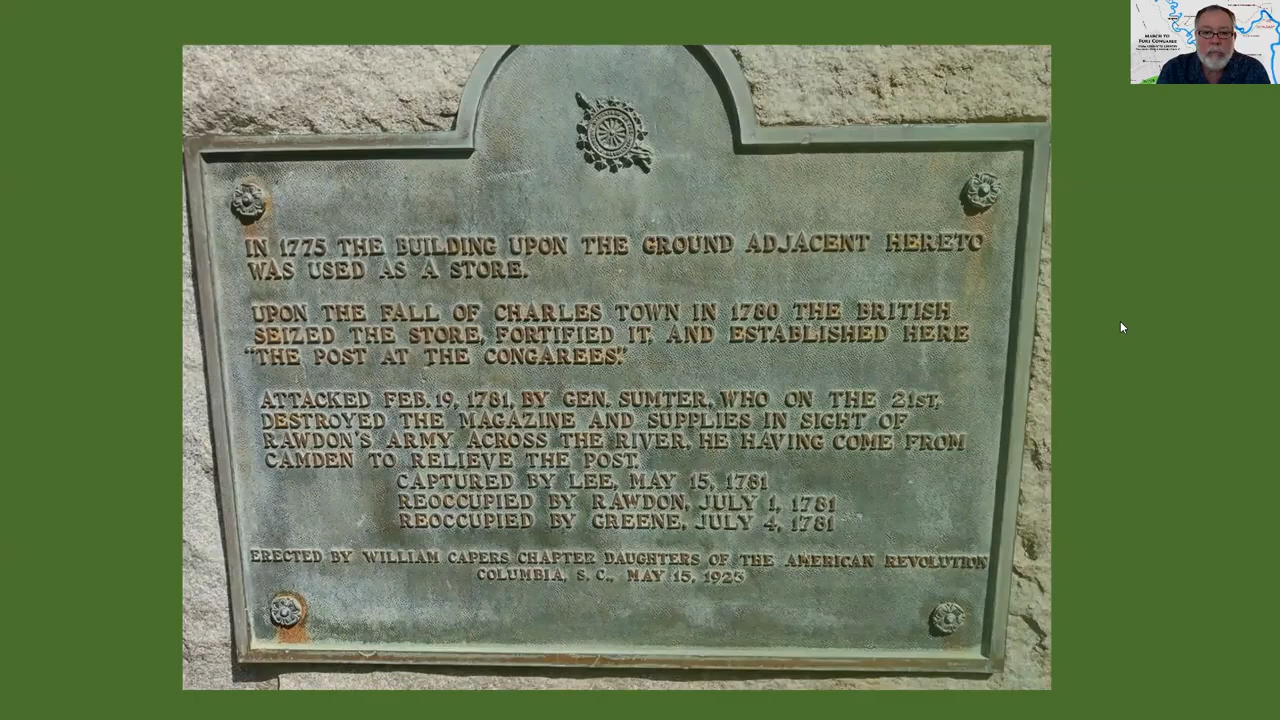 MARCH TO
FORT CONGAREE
IN 1775 THE BUILDING UPON THE GROUND ADJACENT HERETO
WAS USED AS A STORE.
UPON THE FALL OF CHARLES TOWN IN 1780 THE BRITISH
SEIZED THE STORE, FORTIFIED IT, AND ESTABLISHED HERE
"THE POST AT THE CONGAREES."
ATTACKED FEB. 19, 1781, BY GEN. SUMTER, WHO ON THE 21ST,
DESTROYED THE MAGAZINE AND SUPPLIES IN SIGHT OF
RAWDON'S ARMY ACROSS THE RIVER, HE HAVING COME FROM
CAMDEN TO RELIEVE THE POST.
CAPTURED BY LEE, MAY 15, 1781
REOCCUPIED BY RAWDON, JULY 1, 1781
REOCCUPIED BY GREENE, JULY 4, 1781
ERECTED BY WILLIAM CAPERS CHAPTER DAUGHTERS OF THE AMERICAN REVOLUTION
COLUMBIA, S. C., MAY 15, 1925